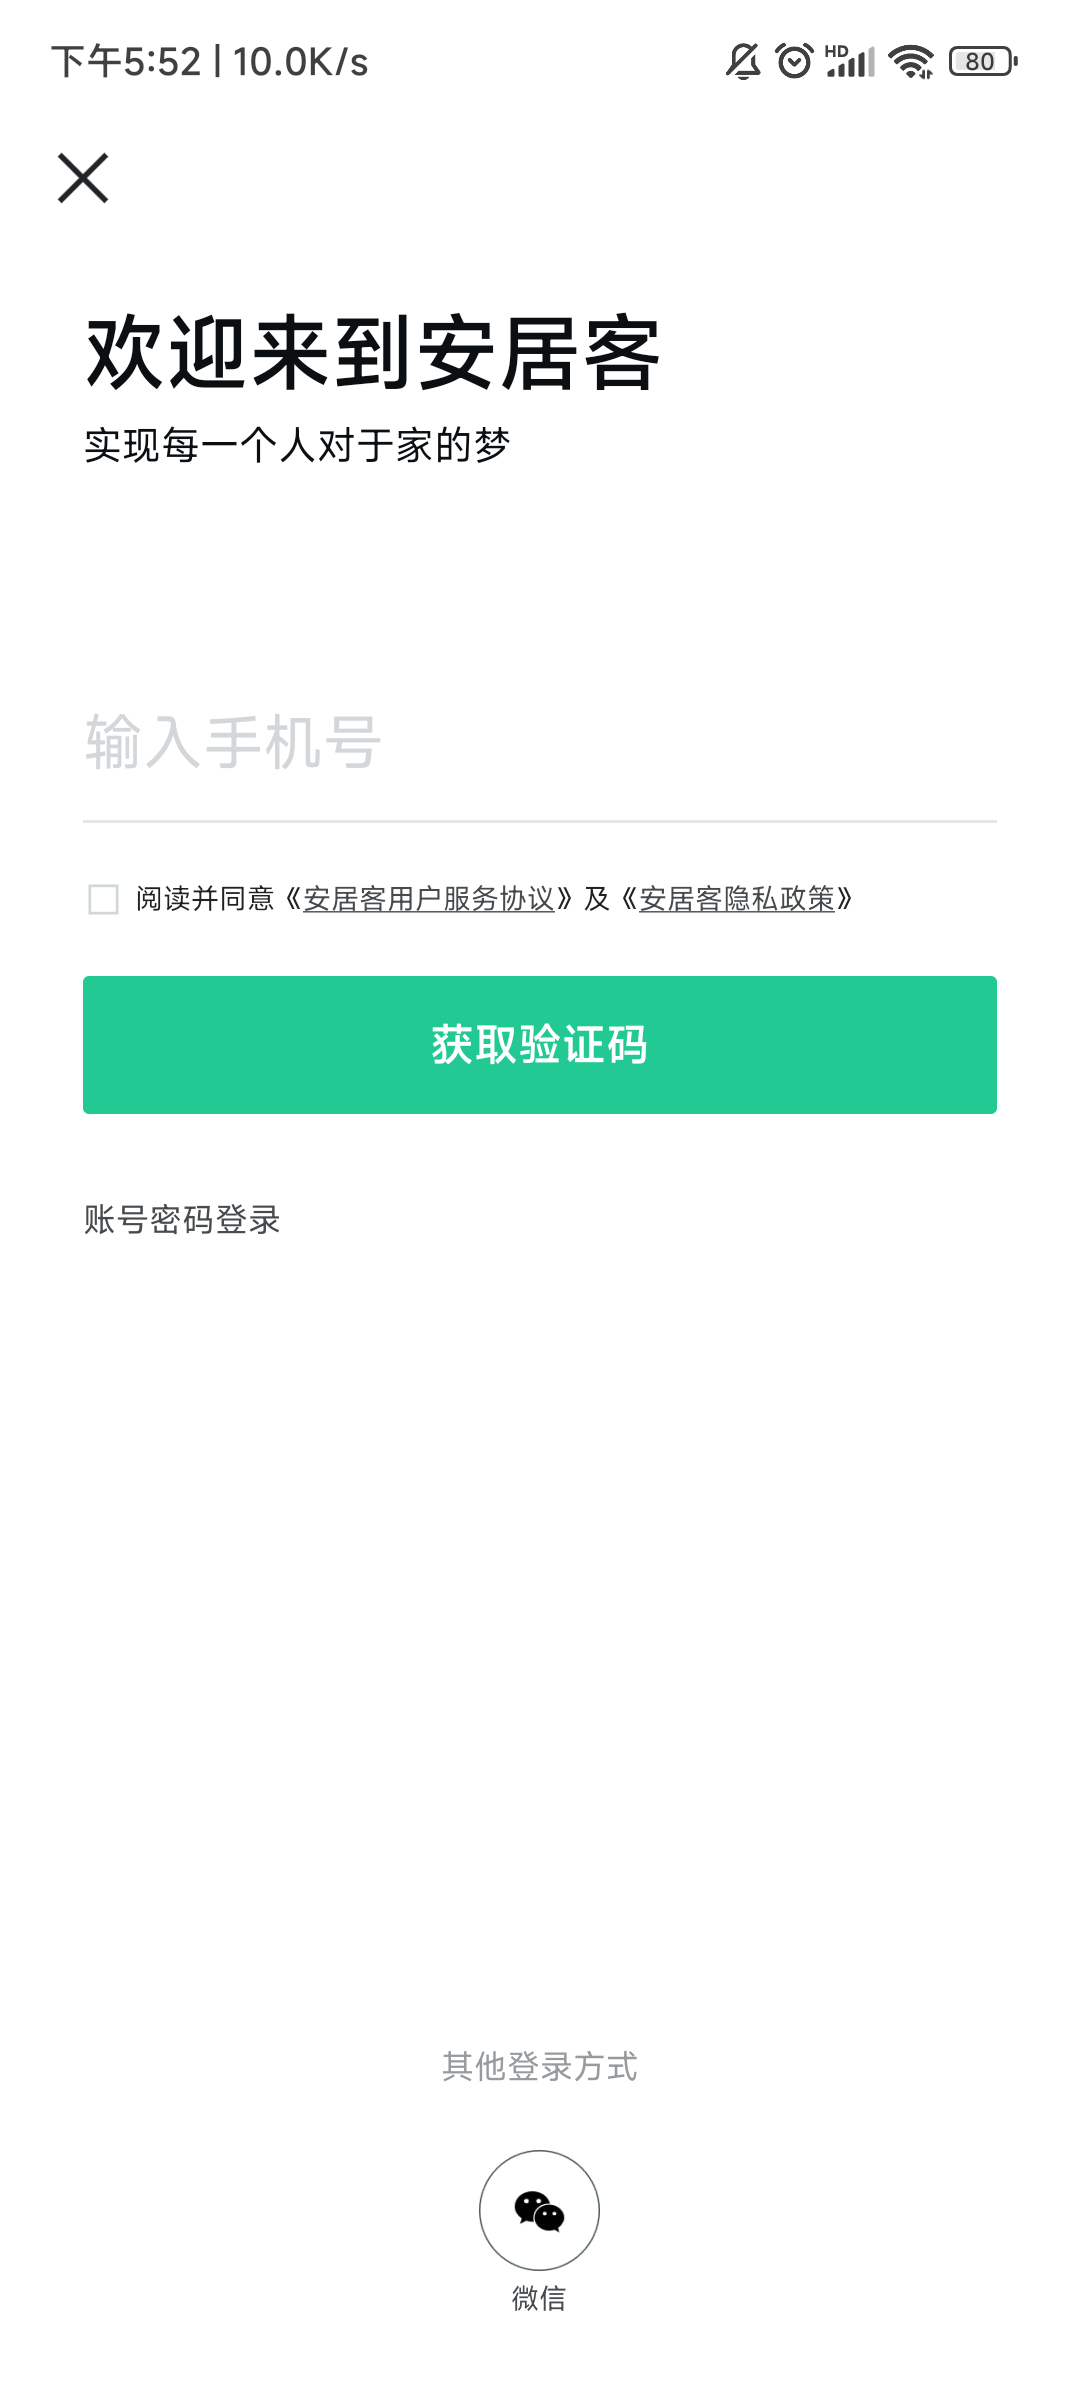 下午5:52 | 10.0K/s HD 80
欢迎来到安居客
实现每一个人对于家的梦
输入手机号
阅读并同意《安居客用户服务协议》及《安居客隐私政策》
获取验证码
账号密码登录
其他登录方式
微信